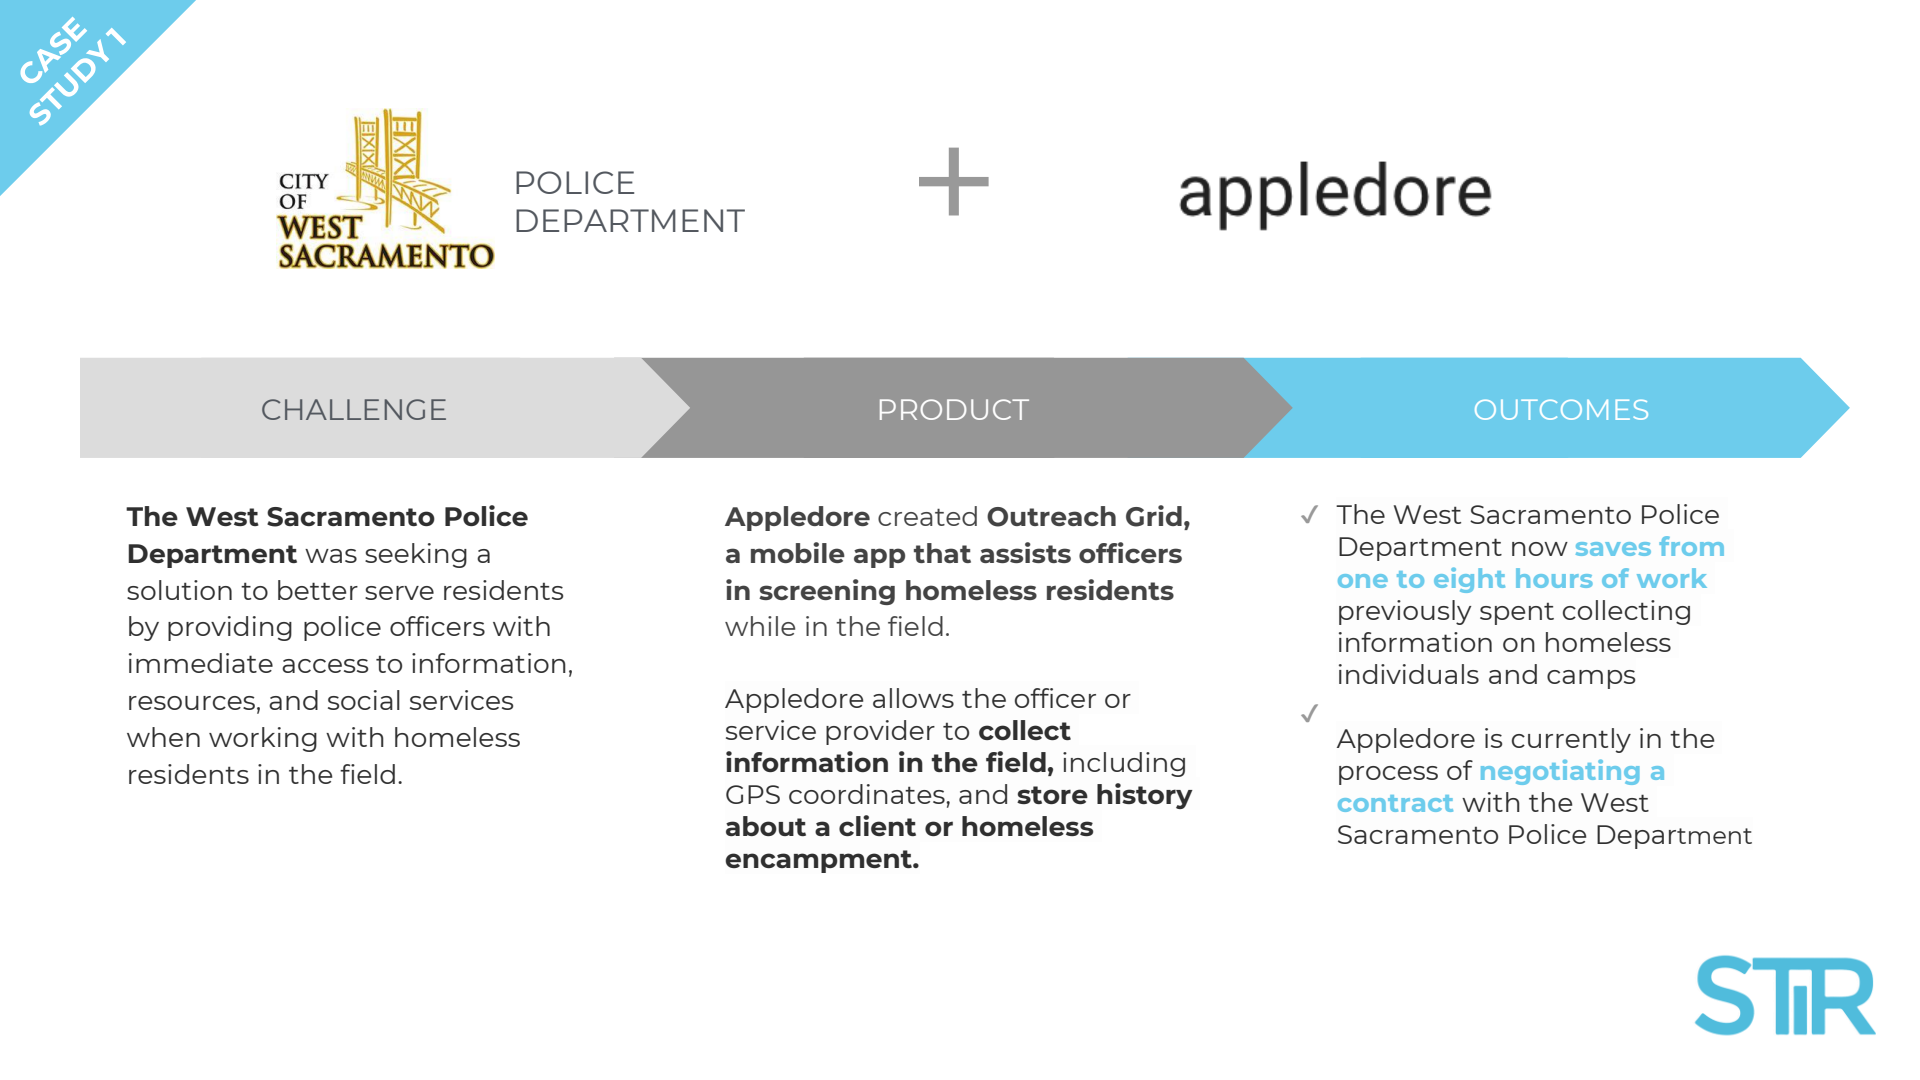 CASE
STUDY 1
CITY
OF
WEST
SACRAMENTO
POLICE
DEPARTMENT
+
appledore
CHALLENGE
PRODUCT
OUTCOMES
The West Sacramento Police
Department was seeking a
solution to better serve residents
by providing police officers with
immediate access to information,
resources, and social services
when working with homeless
residents in the field.
Appledore created Outreach Grid,
a mobile app that assists officers
in screening homeless residents
while in the field.
Appledore allows the officer or
service provider to collect
information in the field, including
GPS coordinates, and store history
about a client or homeless
encampment.
✓ The West Sacramento Police
Department now saves from
one to eight hours of work
previously spent collecting
information on homeless
individuals and camps
✓
Appledore is currently in the
process of negotiating a
contract with the West
Sacramento Police Department
STIR